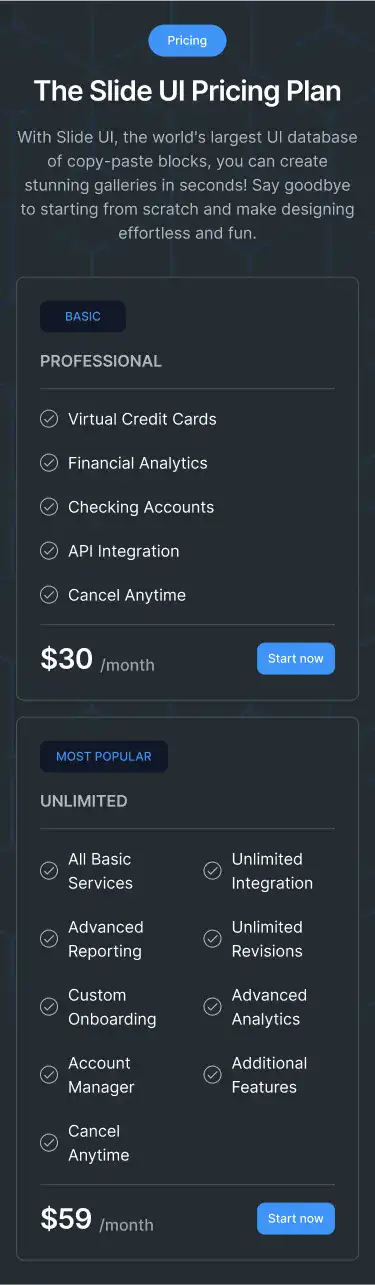 Pricing
The Slide UI Pricing Plan
With Slide UI, the world's largest UI database
of copy-paste blocks, you can create
stunning galleries in seconds! Say goodbye
to starting from scratch and make designing
effortless and fun.
BASIC
PROFESSIONAL
Virtual Credit Cards
Financial Analytics
Checking Accounts
API Integration
Cancel Anytime
$30 /month
Start now
MOST POPULAR
UNLIMITED
All Basic
Services
Unlimited
Integration
Advanced
Reporting
Unlimited
Revisions
Custom
Onboarding
Advanced
Analytics
Account
Manager
Additional
Features
Cancel
Anytime
$59 /month
Start now